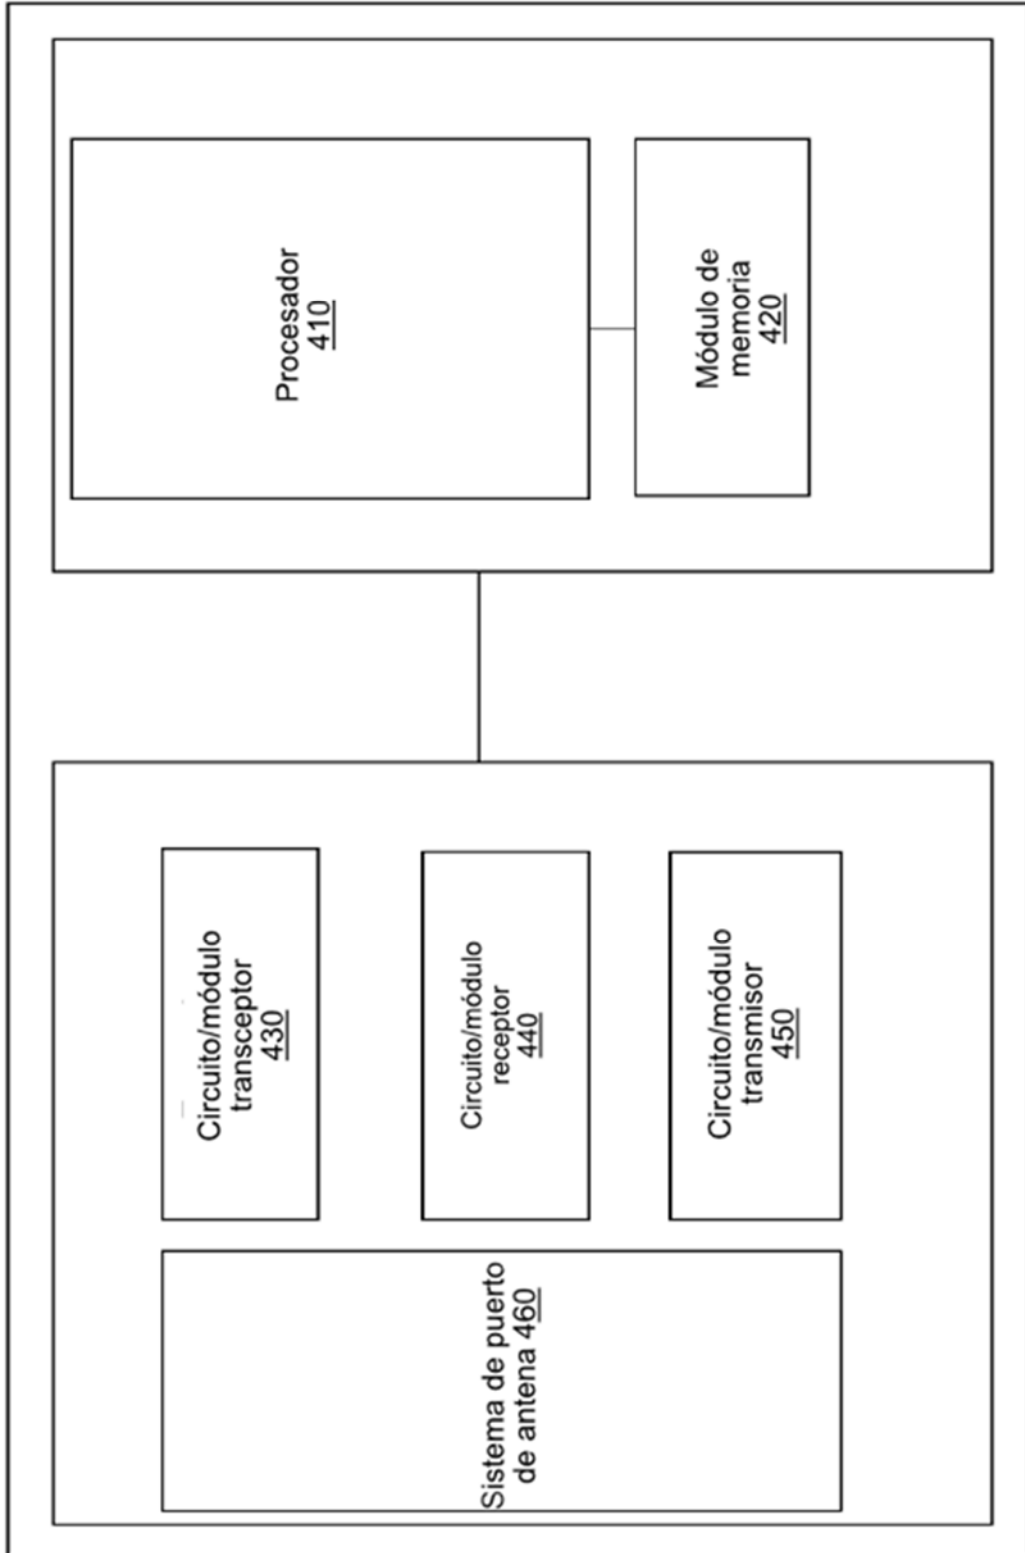 Sistema de puerto
de antena 460
Circuito/módulo
transceptor
430
Circuito/módulo
receptor
440
Circuito/módulo
transmisor
450
Procesador
410
Módulo de
memoria
420